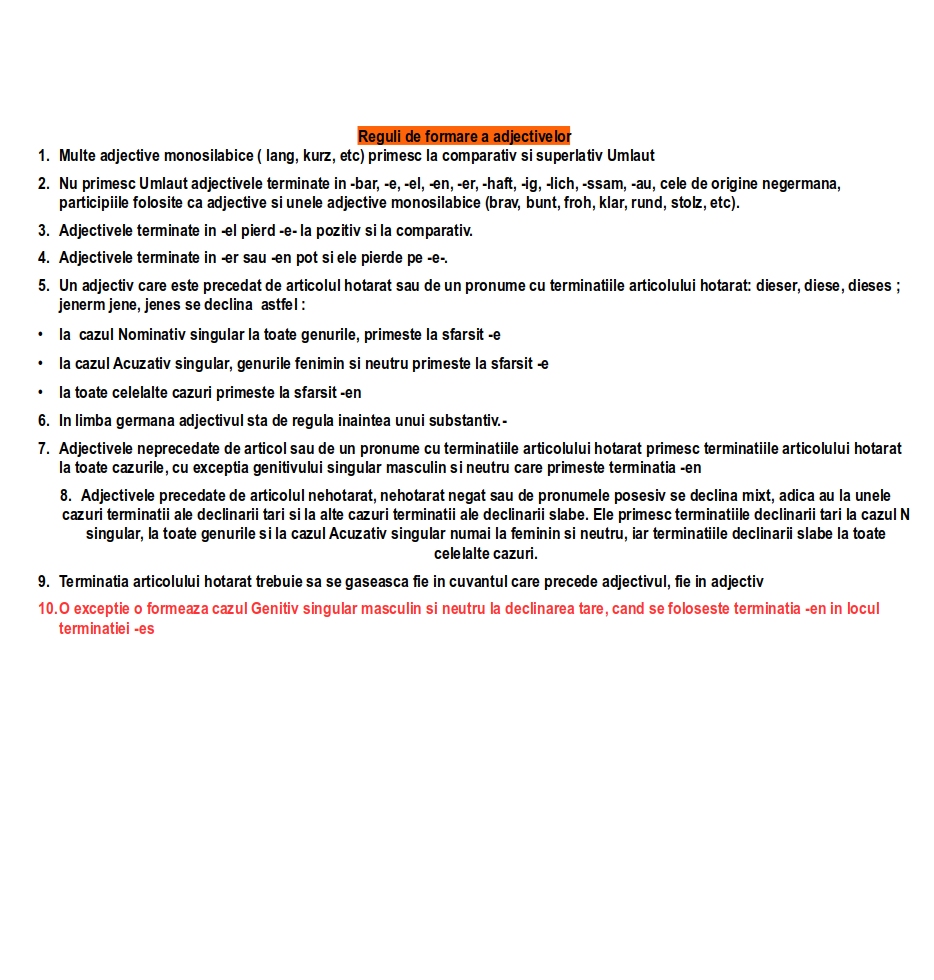 Reguli de formare a adjectivelor
1. Multe adjective monosilabice ( lang, kurz, etc) primesc la comparativ si superlativ Umlaut
2. Nu primesc Umlaut adjectivele terminate in -bar, -e, -el, -en, -er, -haft, -ig, -lich, -ssam, -au, cele de origine negermana,
participiile folosite ca adjective si unele adjective monosilabice (brav, bunt, froh, klar, rund, stolz, etc).
3. Adjectivele terminate in -el pierd -e- la pozitiv si la comparativ.
4. Adjectivele terminate in -er sau -en pot si ele pierde pe -e-.
5. Un adjectiv care este precedat de articolul hotarat sau de un pronume cu terminatiile articolului hotarat: dieser, diese, dieses ;
jenerm jene, jenes se declina astfel :
• la cazul Nominativ singular la toate genurile, primeste la sfarsit -e
• la cazul Acuzativ singular, genurile fenimin si neutru primeste la sfarsit -e
• la toate celelalte cazuri primeste la sfarsit -en
6. In limba germana adjectivul sta de regula inaintea unui substantiv.-
7. Adjectivele neprecedate de articol sau de un pronume cu terminatiile articolului hotarat primesc terminatiile articolului hotarat
la toate cazurile, cu exceptia genitivului singular masculin si neutru care primeste terminatia -en
8. Adjectivele precedate de articolul nehotarat, nehotarat negat sau de pronumele posesiv se declina mixt, adica au la unele
cazuri terminatii ale declinarii tari si la alte cazuri terminatii ale declinarii slabe. Ele primesc terminatiile declinarii tari la cazul N
singular, la toate genurile si la cazul Acuzativ singular numai la feminin si neutru, iar terminatiile declinarii slabe la toate
celelalte cazuri.
9. Terminatia articolului hotarat trebuie sa se gaseasca fie in cuvantul care precede adjectivul, fie in adjectiv
10. O exceptie o formeaza cazul Genitiv singular masculin si neutru la declinarea tare, cand se foloseste terminatia -en in locul
terminatiei -es